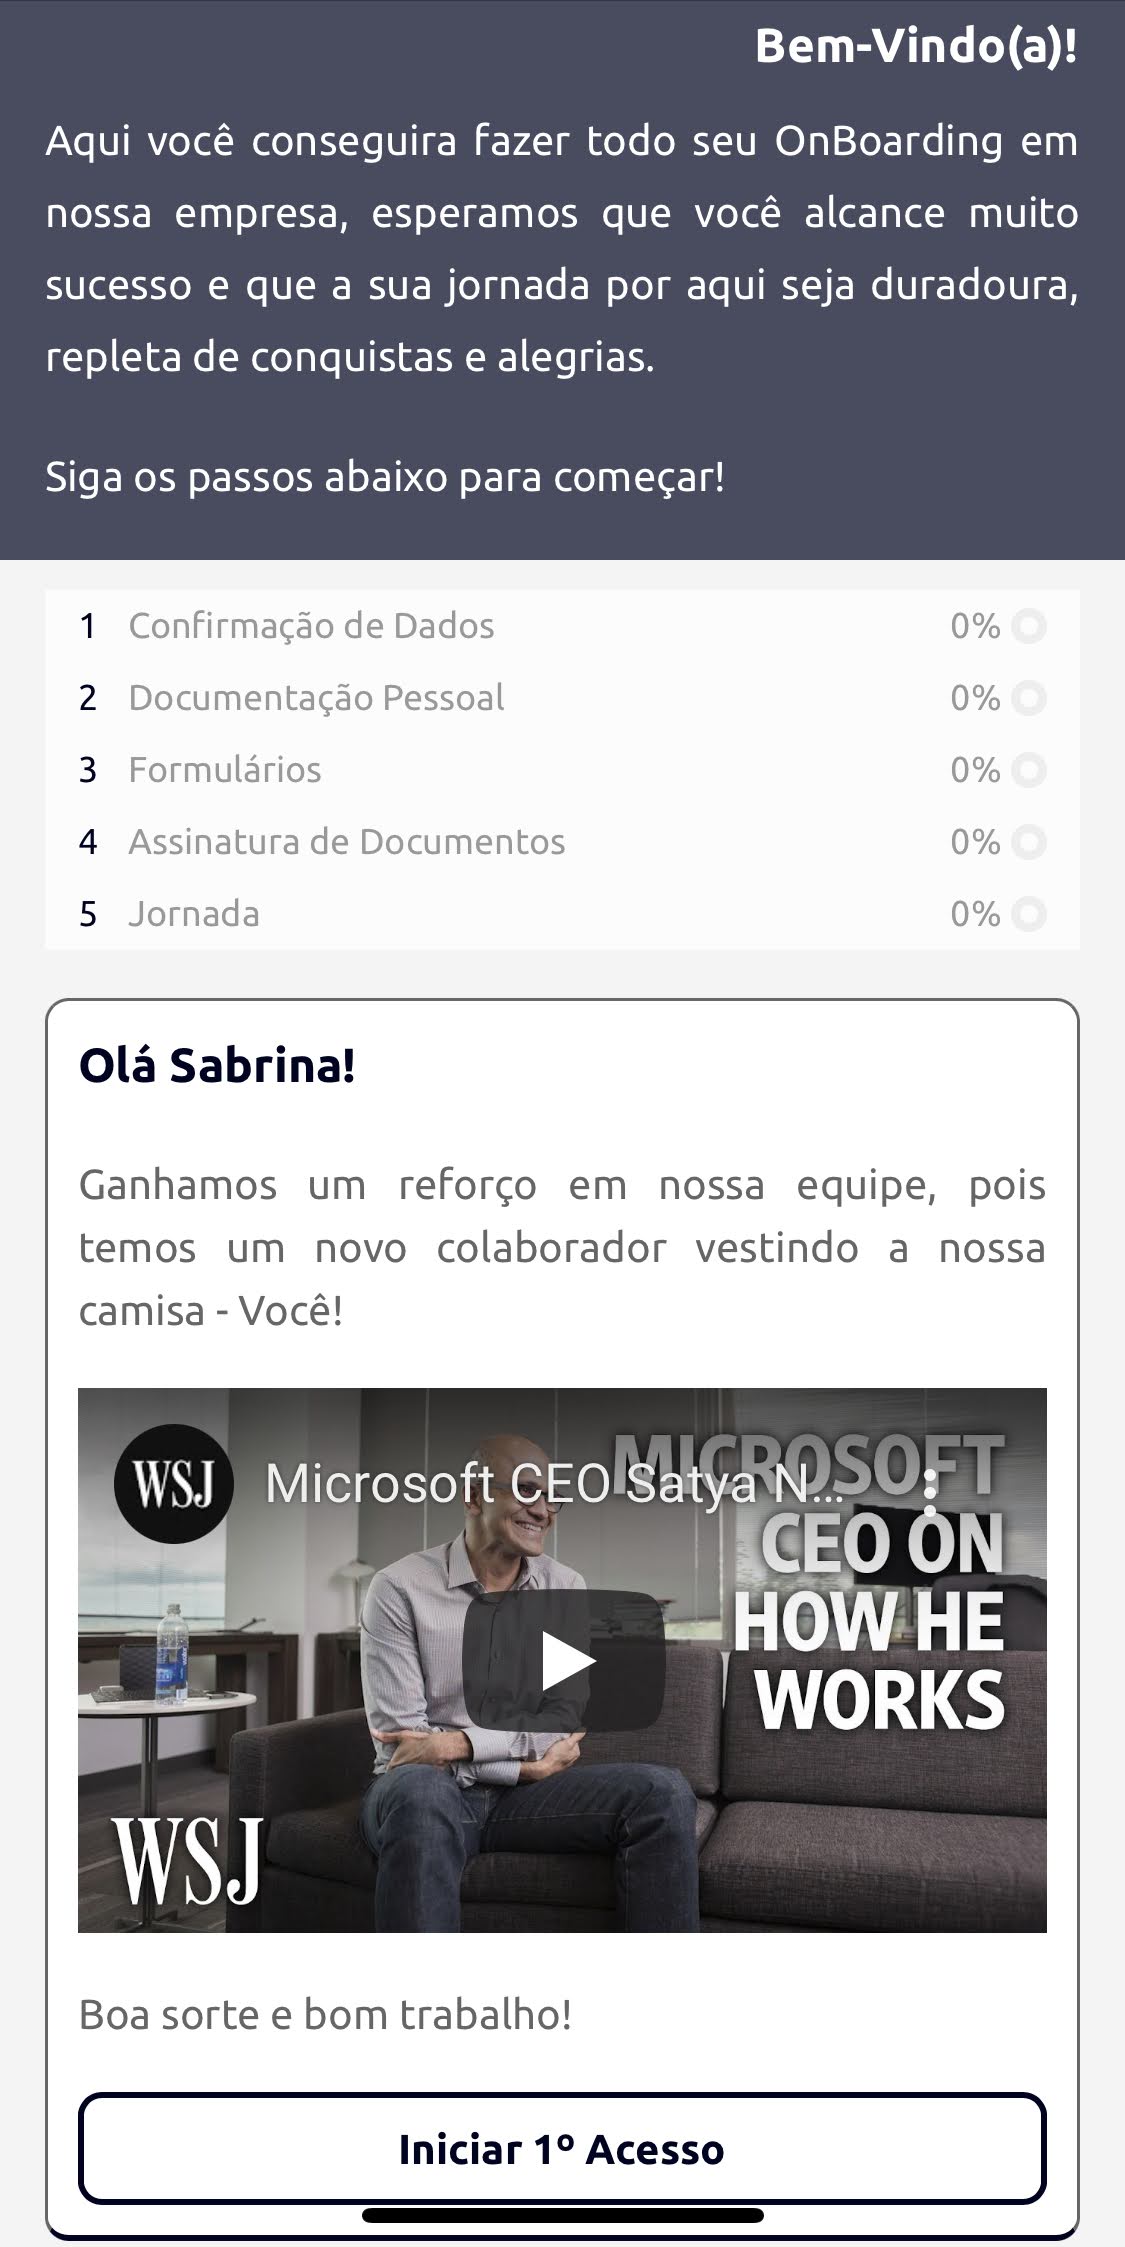 Bem-Vindo(a)!
Aqui você conseguira fazer todo seu OnBoarding em
nossa empresa, esperamos que você alcance muito
sucesso e que a sua jornada por aqui seja duradoura,
repleta de conquistas e alegrias.
Siga os passos abaixo para começar!
1 Confirmação de Dados 0%
2 Documentação Pessoal 0%
3 Formulários 0%
4 Assinatura de Documentos 0%
5 Jornada 0%
Olá Sabrina!
Ganhamos um reforço em nossa equipe, pois
temos um novo colaborador vestindo a nossa
camisa - Você!
WSJ Microsoft CEO Satya N...
MICROSOFT
CEO ON
HOW HE
WORKS
WSJ
Boa sorte e bom trabalho!
Iniciar 1º Acesso